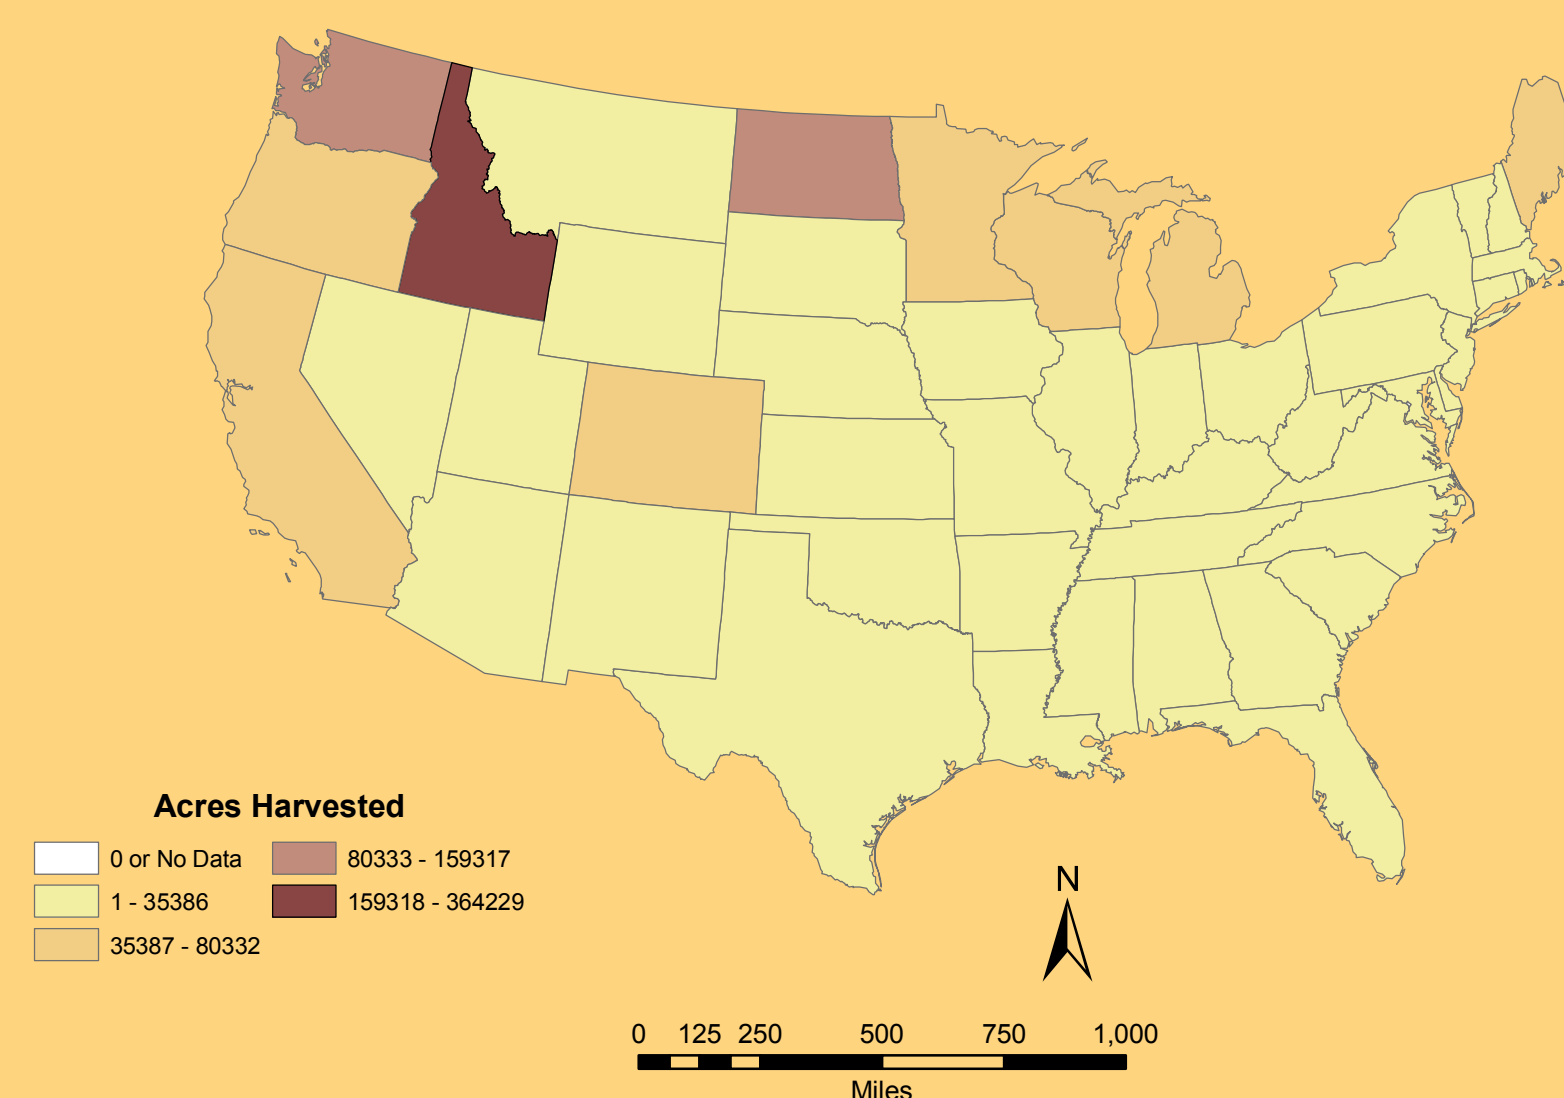 Acres Harvested
0 or No Data
1 - 35386
35387 - 80332
80333 - 159317
159318 - 364229
N
0 125 250 500 750 1,000
Miles